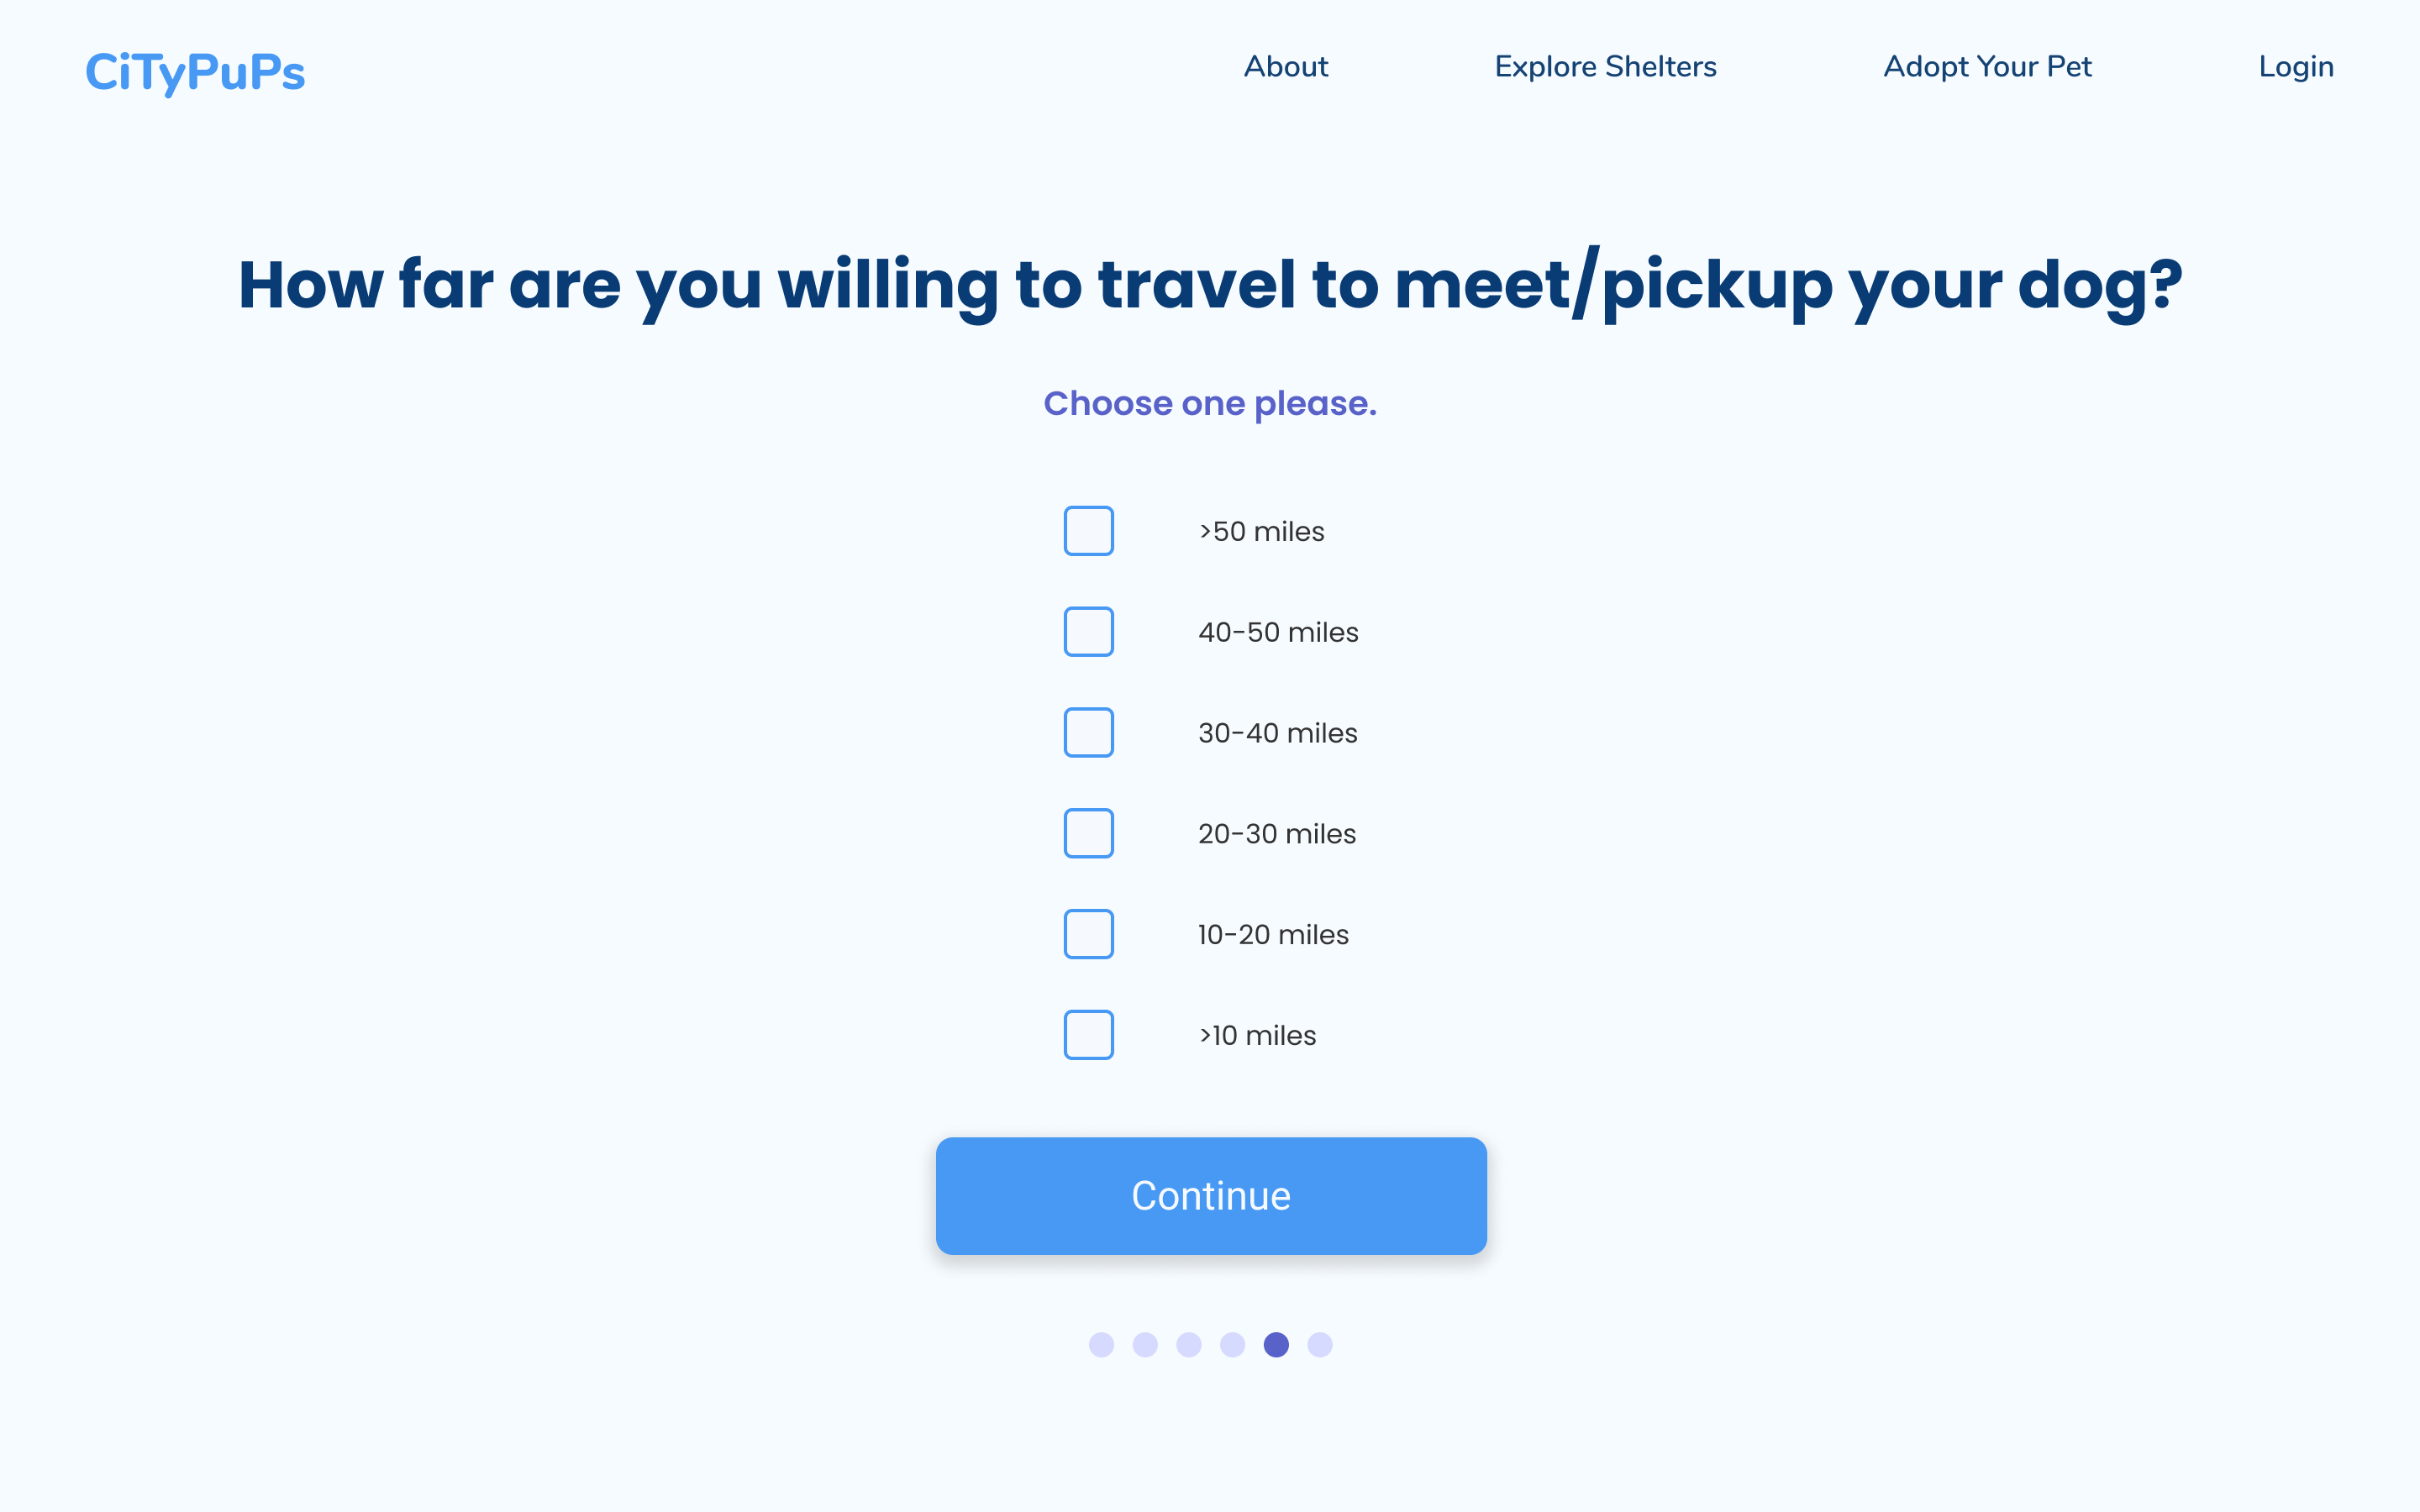 CiTyPuPs
About
Explore Shelters
Adopt Your Pet
Login
How far are you willing to travel to meet/pickup your dog?
Choose one please.
>50 miles
40-50 miles
30-40 miles
20-30 miles
10-20 miles
>10 miles
Continue